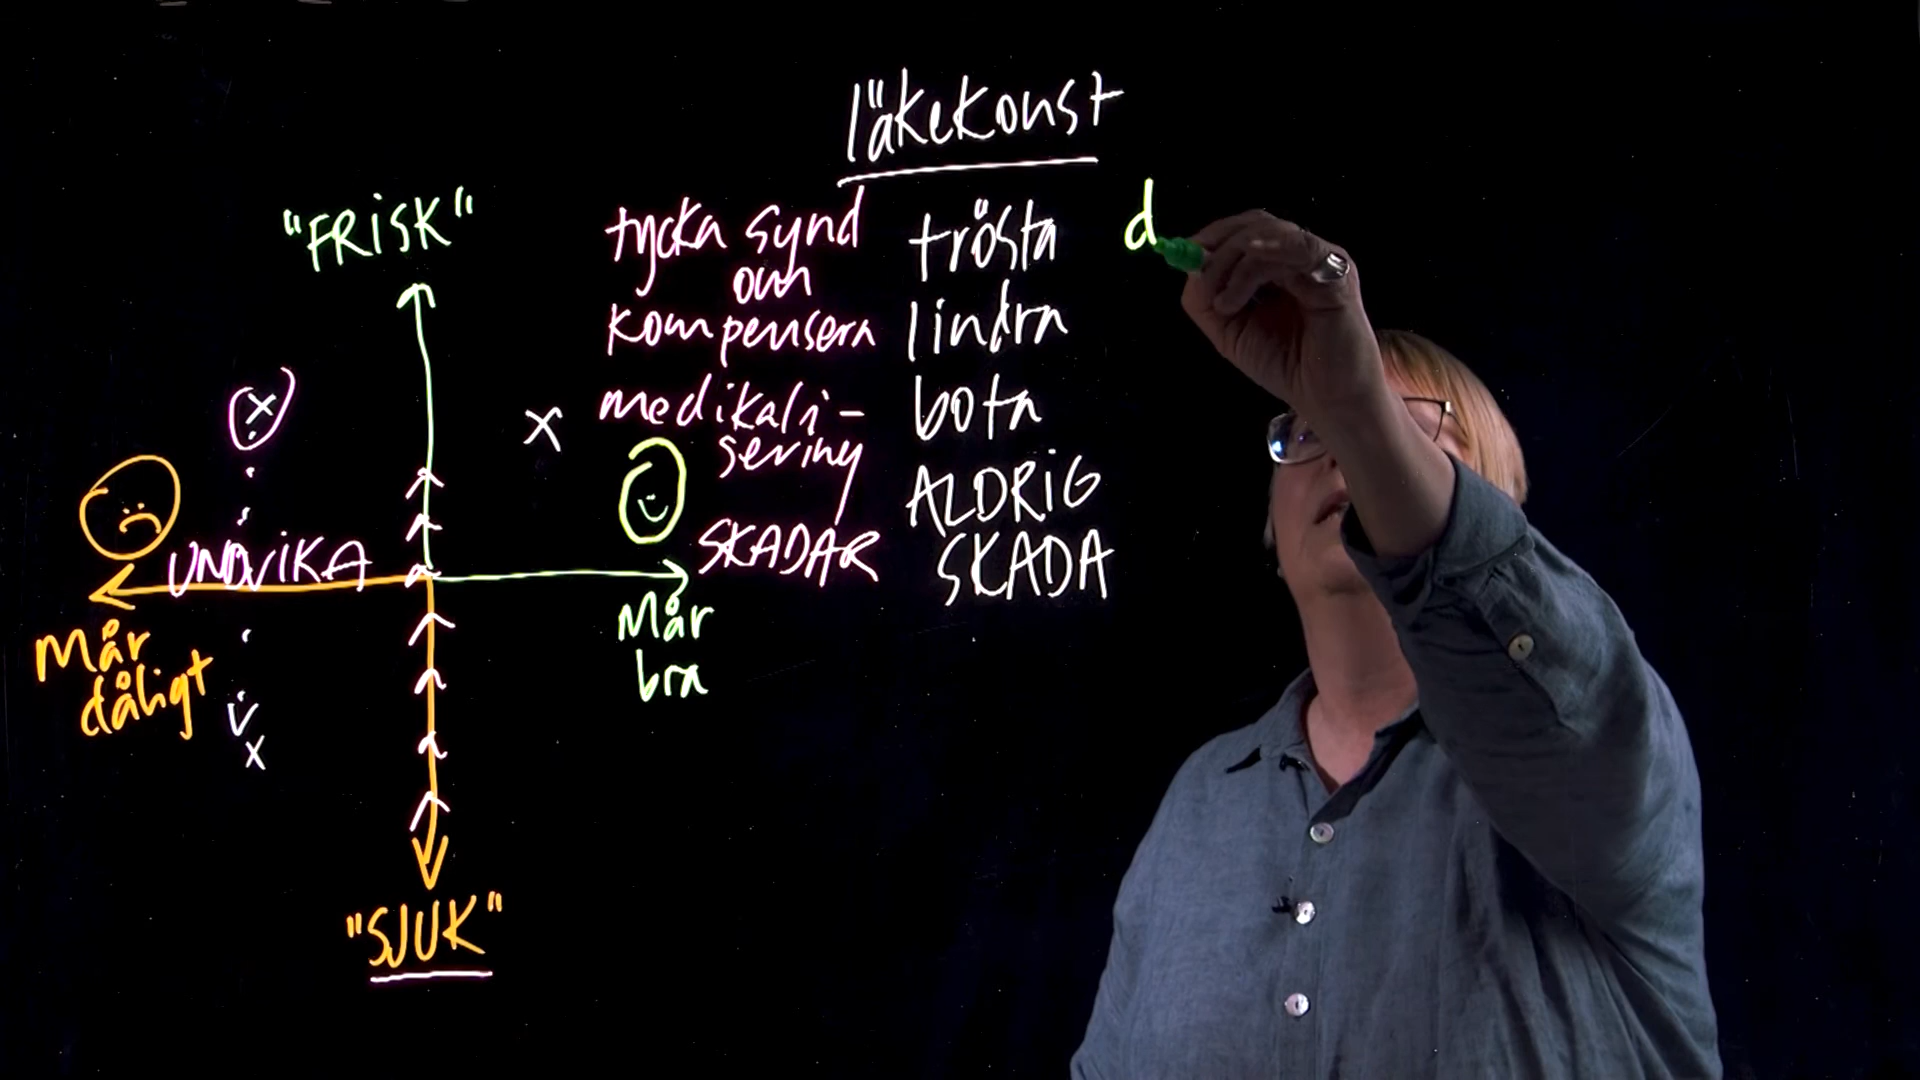 läkekonst
"FRISK"
tycka synd
om
kompensera
medikali-
sering
SKADAR
trösta
lindra
bota
ALDRIG
SKADA
d
x
x
UNDVIKA
Mår
dåligt
Mår
bra
x
"SJUK"